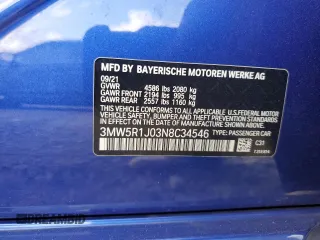 MFD BY BAYERISCHE MOTOREN WERKE AG
09/21
GVWR 4586 lbs 2080 kg
GAWR FRONT 2194 lbs 995 kg
GAWR REAR 2557 lbs 1160 kg
THIS VEHICLE CONFORMS TO ALL APPLICABLE
FEDERAL MOTOR VEHICLE SAFETY, BUMPER,
AND THEFT PREVENTION STANDARDS IN EFFECT
ON THE DATE OF MANUFACTURE SHOWN ABOVE.
3MW5R1J03N8C34546
TYPE: PASSENGER CAR
C31
DREAMBID